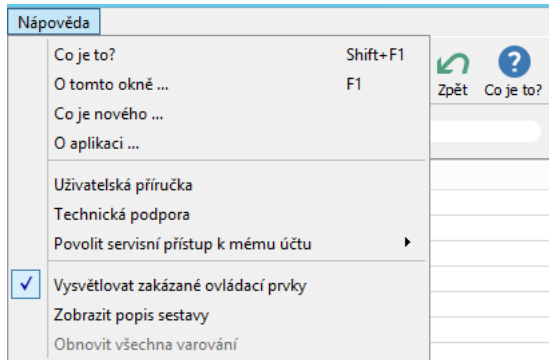 Nápověda
Co je to? Shift+F1
O tomto okně ... F1
Co je nového ...
O aplikaci ...
Uživatelská příručka
Technická podpora
Povolit servisní přístup k mému účtu
Vysvětlovat zakázané ovládací prvky
Zobrazit popis sestavy
Obnovit všechna varování
Zpět Co je to?